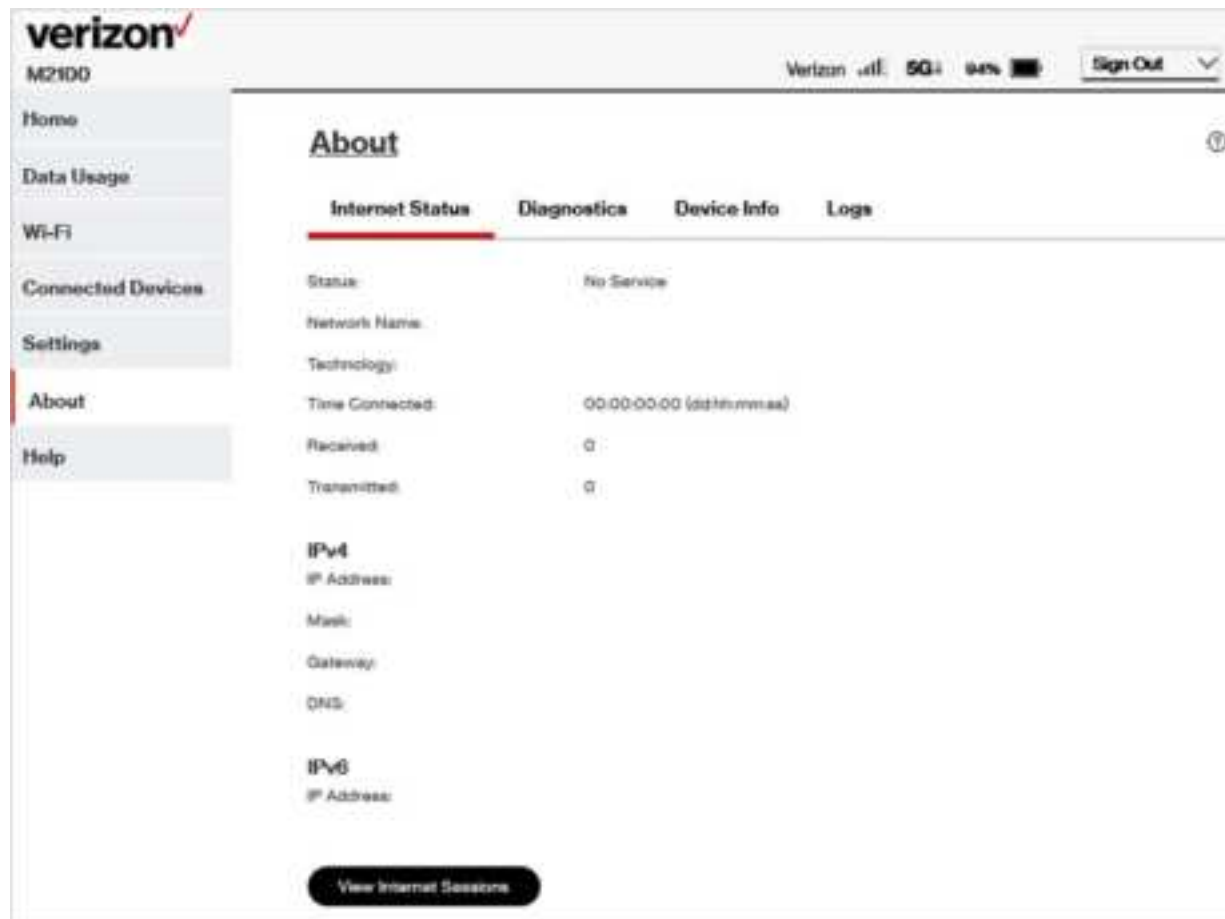 verizon
M2100
Verizon 5G 94% Sign Out
Home
Data Usage
Wi-Fi
Connected Devices
Settings
About
Help
About
Internet Status Diagnostics Device Info Logs
Status: No Service
Network Name:
Technology:
Time Connected: 00:00:00:00 (dd:hh:mm:ss)
Received: 0
Transmitted: 0
IPv4
IP Address:
Mask:
Gateway:
DNS:
IPv6
IP Address:
View Internet Sessions